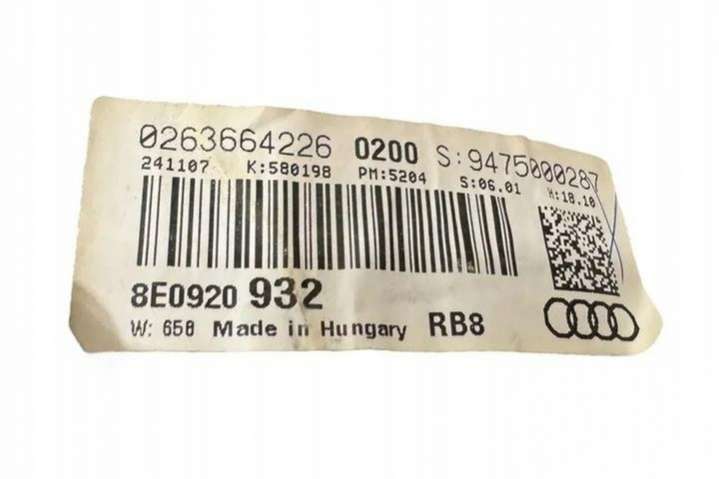 0263664226 0200 S:9475000287
241107 K:580198 PM:5204 S:06.01 H:18.10
8E0920 932
W: 650 Made in Hungary RB8